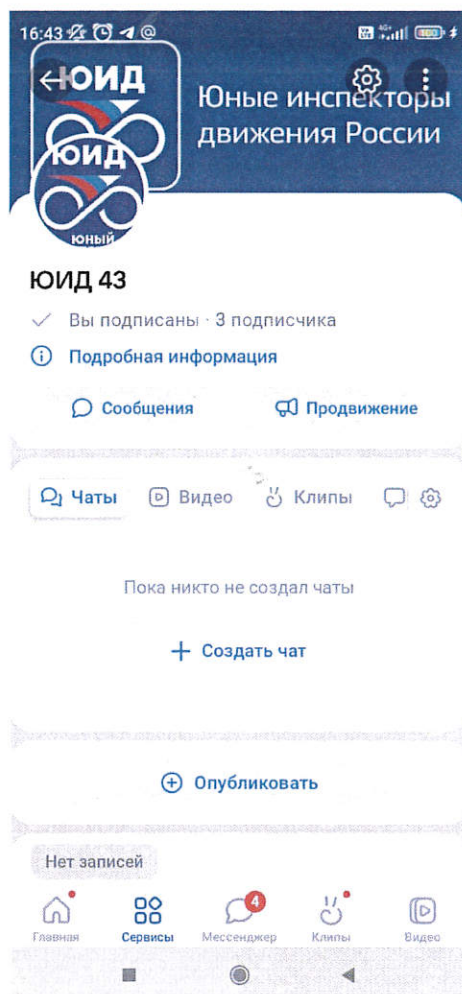 16:43
ЮИД
Юные инспекторы
движения России
ЮИД
ЮНЫЙ
ЮИД 43
Вы подписаны · 3 подписчика
Подробная информация
Сообщения Продвижение
Чаты Видео Клипы
Пока никто не создал чаты
+ Создать чат
Опубликовать
Нет записей
4
Главная Сервисы Мессенджер Клипы Видео